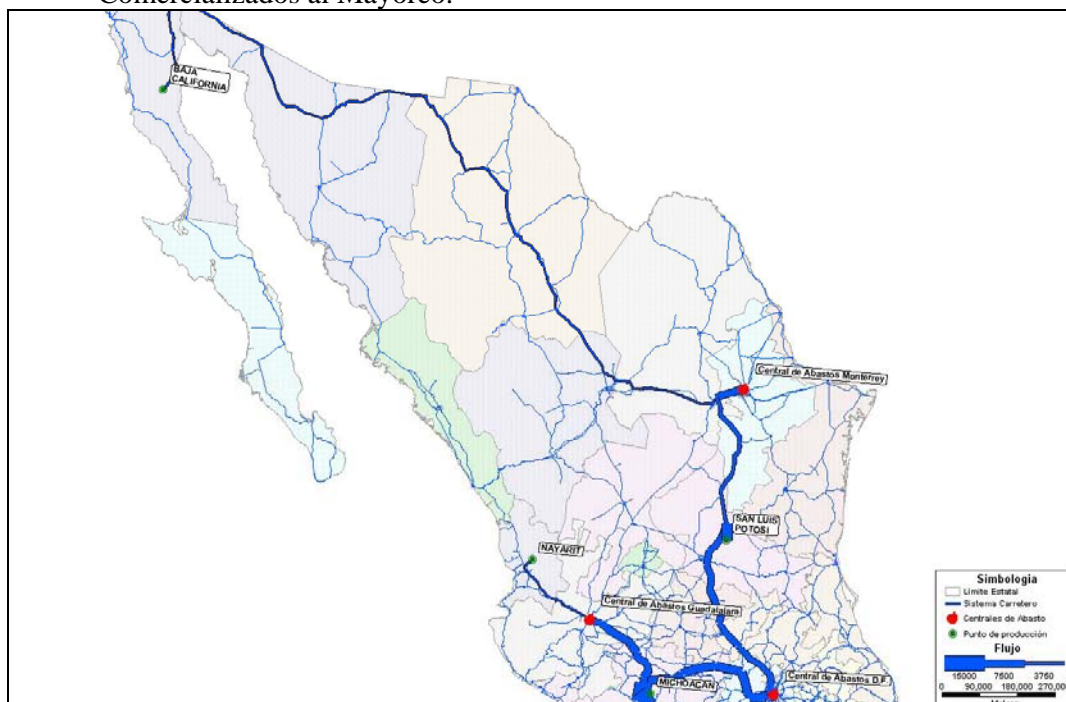 Comercializados al Mayoreo.
BAJA
CALIFORNIA
Central de Abastos Monterrey
SAN LUIS
POTOSI
NAYARIT
Central de Abastos Guadalajara
MICHOACAN
Central de Abastos D.F.
Simbología
Limite Estatal
Sistema Carretero
Centrales de Abasto
Punto de producción
Flujo
15000 7500 3750
90,000 180,000 270,00